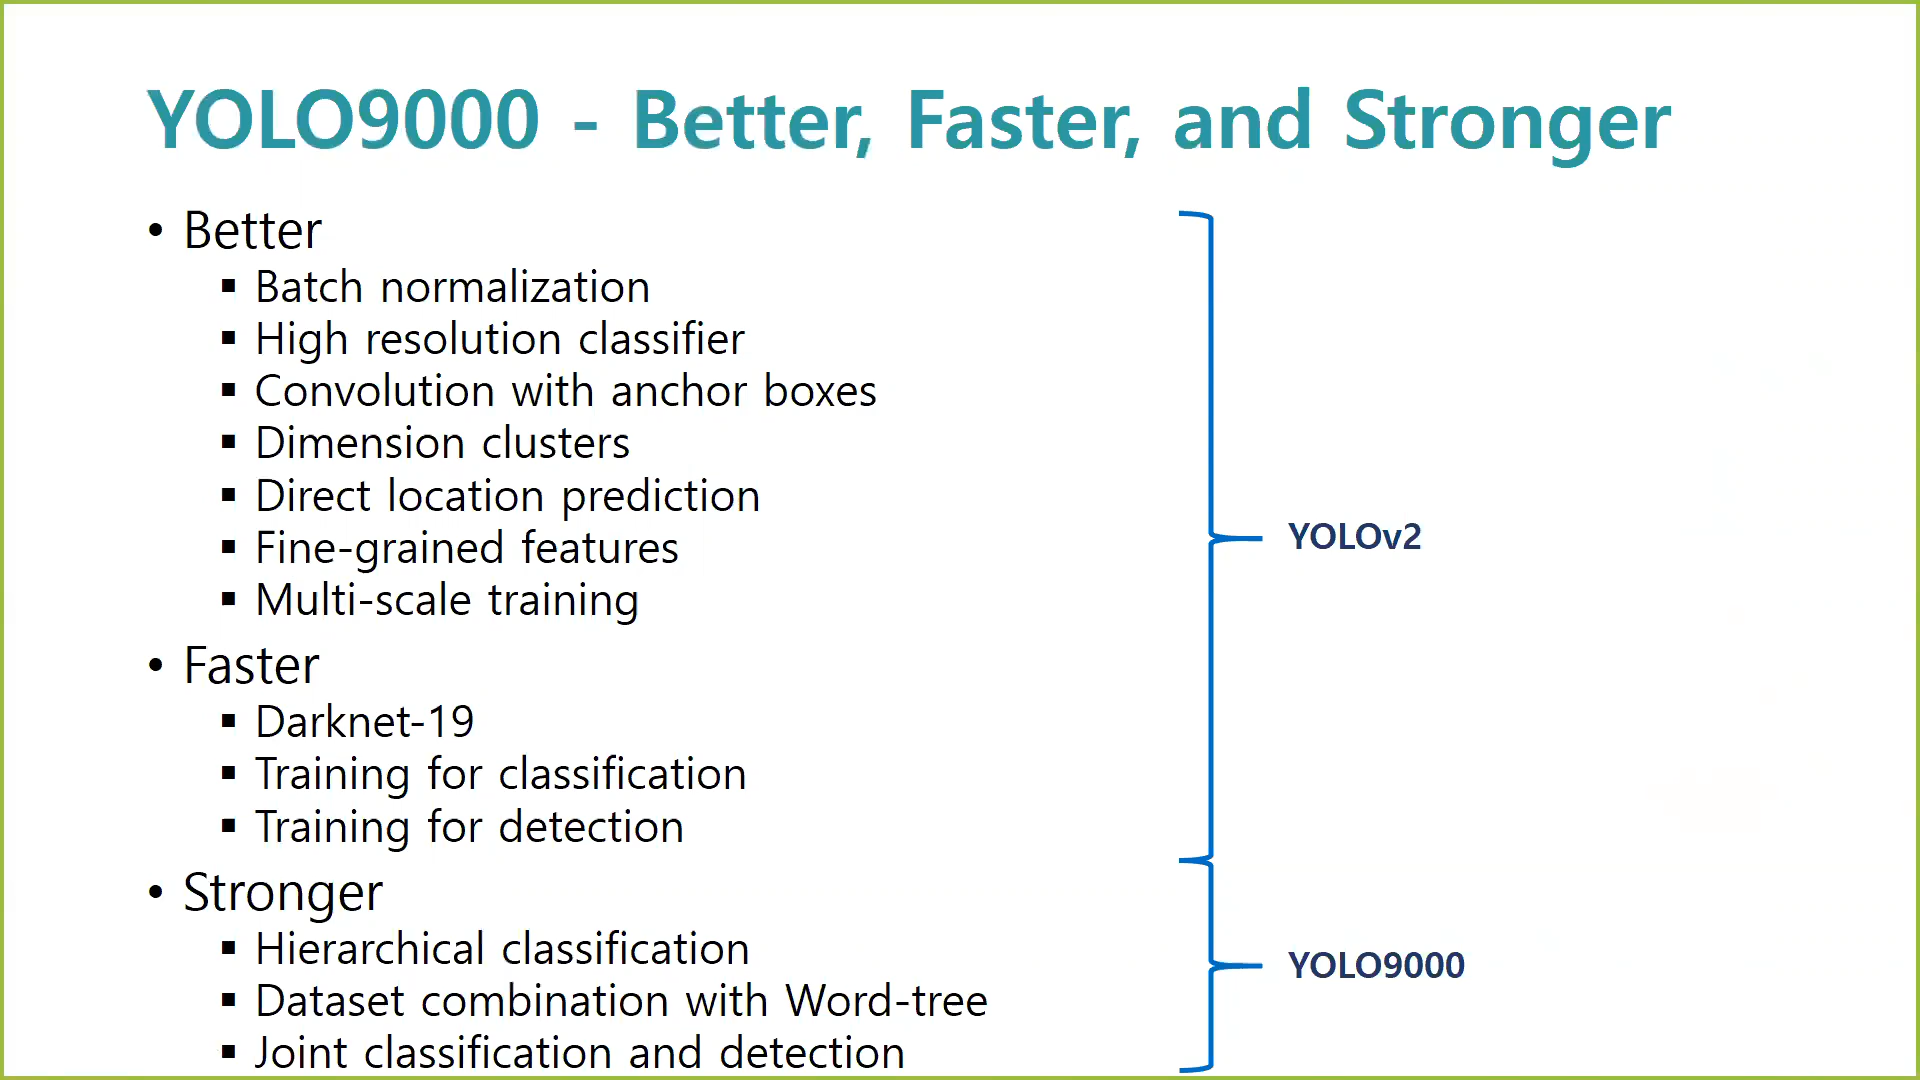 YOLO9000 - Better, Faster, and Stronger
• Better
▪ Batch normalization
▪ High resolution classifier
▪ Convolution with anchor boxes
▪ Dimension clusters
▪ Direct location prediction
▪ Fine-grained features
▪ Multi-scale training
• Faster
▪ Darknet-19
▪ Training for classification
▪ Training for detection
YOLOv2
• Stronger
▪ Hierarchical classification
▪ Dataset combination with Word-tree
▪ Joint classification and detection
YOLO9000